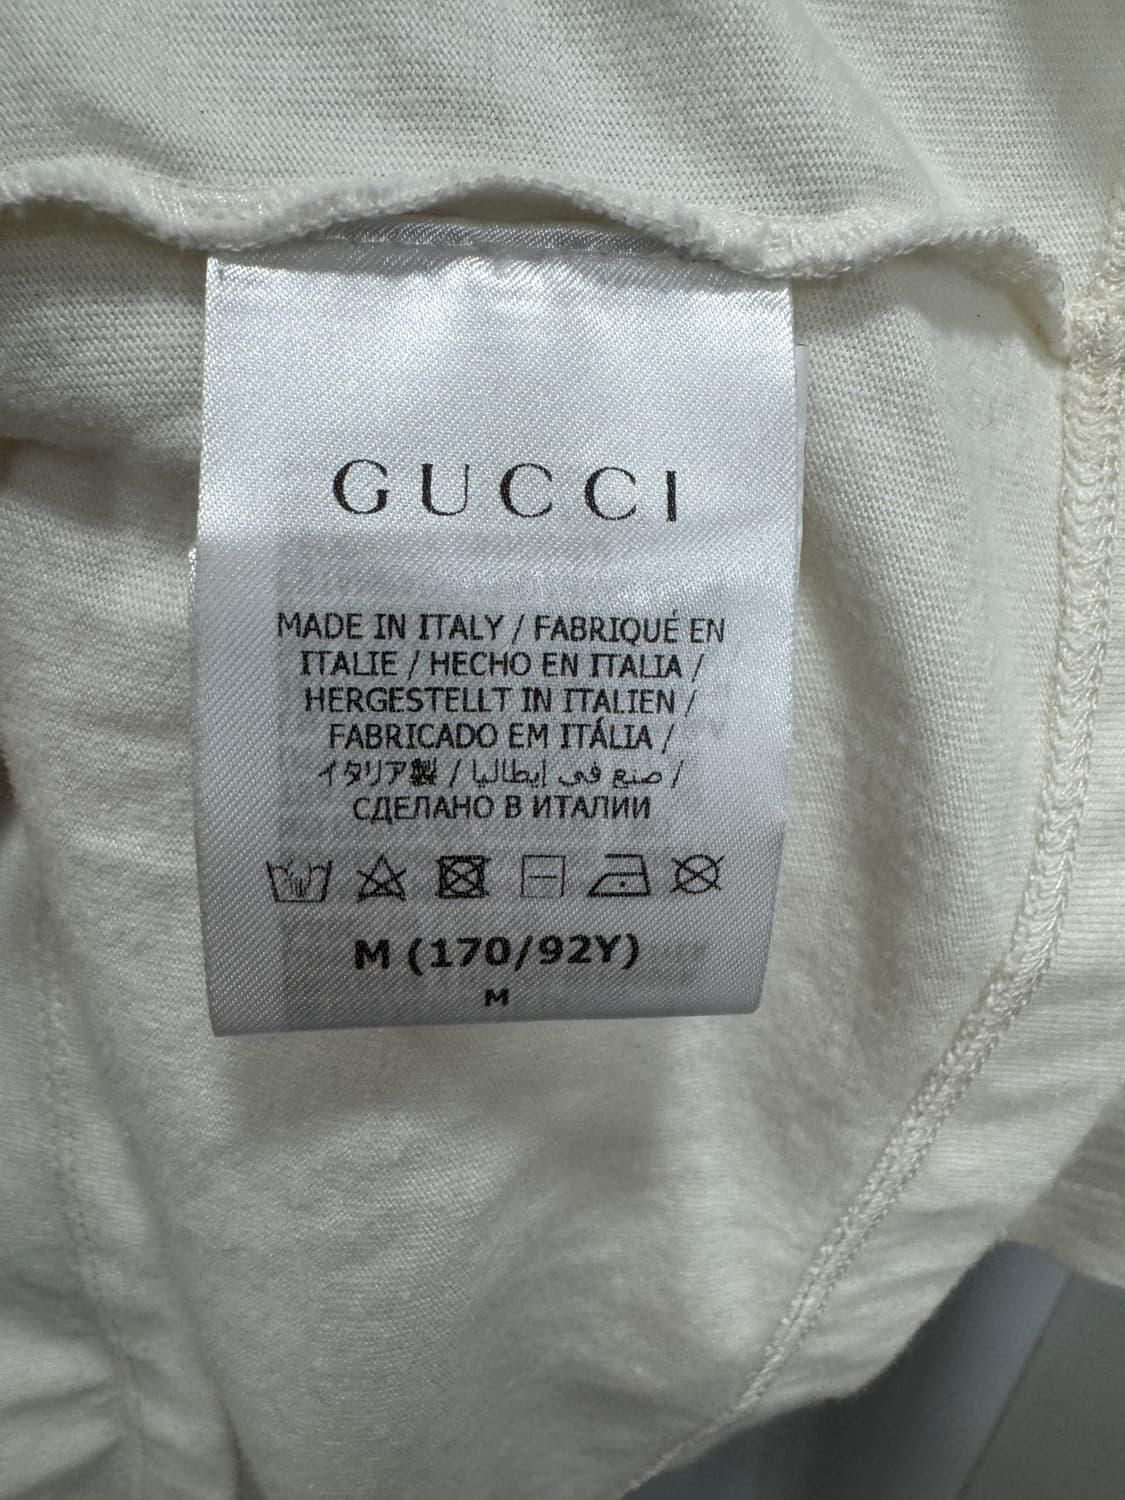 GUCCI
MADE IN ITALY / FABRIQUÉ EN
ITALIE / HECHO EN ITALIA /
HERGESTELLT IN ITALIEN /
FABRICADO EM ITÁLIA /
イタリア製 / صنع في إيطاليا /
СДЕЛАНО В ИТАЛИИ
M (170/92Y)
M